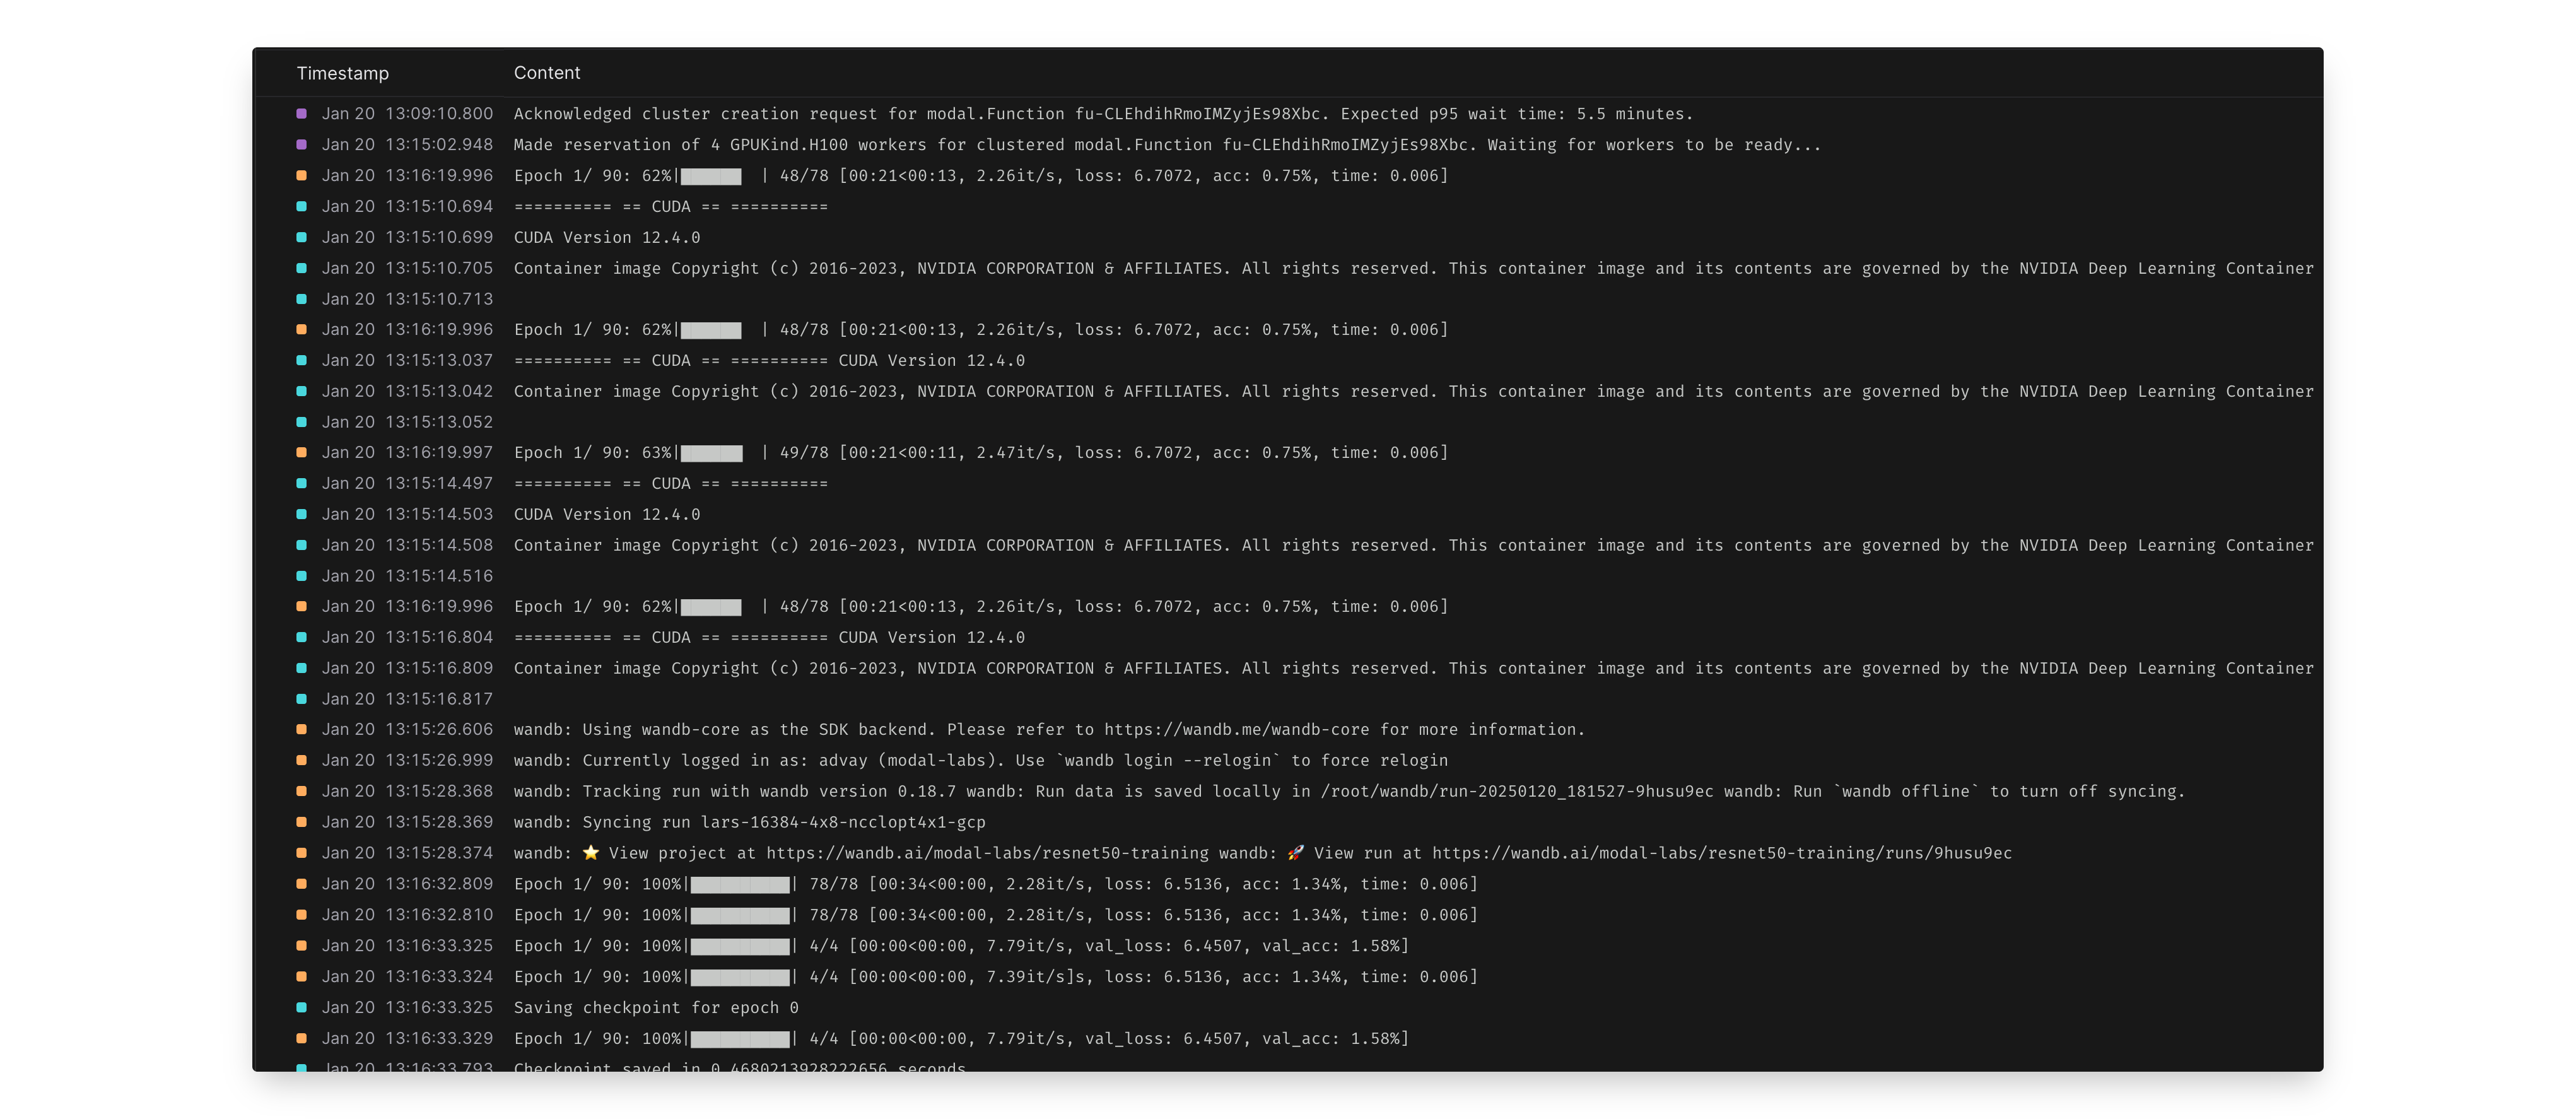 Timestamp Content
Jan 20 13:09:10.800 Acknowledged cluster creation request for modal.Function fu-CLEhdihRmoIMZyjEs98Xbc. Expected p95 wait time: 5.5 minutes.
Jan 20 13:15:02.948 Made reservation of 4 GPUKind.H100 workers for clustered modal.Function fu-CLEhdihRmoIMZyjEs98Xbc. Waiting for workers to be ready...
Jan 20 13:16:19.996 Epoch 1/ 90: 62%|██████ | 48/78 [00:21<00:13, 2.26it/s, loss: 6.7072, acc: 0.75%, time: 0.006]
Jan 20 13:15:10.694 ========== == CUDA == ==========
Jan 20 13:15:10.699 CUDA Version 12.4.0
Jan 20 13:15:10.705 Container image Copyright (c) 2016-2023, NVIDIA CORPORATION & AFFILIATES. All rights reserved. This container image and its contents are governed by the NVIDIA Deep Learning Container
Jan 20 13:15:10.713
Jan 20 13:16:19.996 Epoch 1/ 90: 62%|██████ | 48/78 [00:21<00:13, 2.26it/s, loss: 6.7072, acc: 0.75%, time: 0.006]
Jan 20 13:15:13.037 ========== == CUDA == ========== CUDA Version 12.4.0
Jan 20 13:15:13.042 Container image Copyright (c) 2016-2023, NVIDIA CORPORATION & AFFILIATES. All rights reserved. This container image and its contents are governed by the NVIDIA Deep Learning Container
Jan 20 13:15:13.052
Jan 20 13:16:19.997 Epoch 1/ 90: 63%|██████ | 49/78 [00:21<00:11, 2.47it/s, loss: 6.7072, acc: 0.75%, time: 0.006]
Jan 20 13:15:14.497 ========== == CUDA == ==========
Jan 20 13:15:14.503 CUDA Version 12.4.0
Jan 20 13:15:14.508 Container image Copyright (c) 2016-2023, NVIDIA CORPORATION & AFFILIATES. All rights reserved. This container image and its contents are governed by the NVIDIA Deep Learning Container
Jan 20 13:15:14.516
Jan 20 13:16:19.996 Epoch 1/ 90: 62%|██████ | 48/78 [00:21<00:13, 2.26it/s, loss: 6.7072, acc: 0.75%, time: 0.006]
Jan 20 13:15:16.804 ========== == CUDA == ========== CUDA Version 12.4.0
Jan 20 13:15:16.809 Container image Copyright (c) 2016-2023, NVIDIA CORPORATION & AFFILIATES. All rights reserved. This container image and its contents are governed by the NVIDIA Deep Learning Container
Jan 20 13:15:16.817
Jan 20 13:15:26.606 wandb: Using wandb-core as the SDK backend. Please refer to https://wandb.me/wandb-core for more information.
Jan 20 13:15:26.999 wandb: Currently logged in as: advay (modal-labs). Use `wandb login --relogin` to force relogin
Jan 20 13:15:28.368 wandb: Tracking run with wandb version 0.18.7 wandb: Run data is saved locally in /root/wandb/run-20250120_181527-9husu9ec wandb: Run `wandb offline` to turn off syncing.
Jan 20 13:15:28.369 wandb: Syncing run lars-16384-4x8-ncclopt4x1-gcp
Jan 20 13:15:28.374 wandb: ⭐ View project at https://wandb.ai/modal-labs/resnet50-training wandb: 🚀 View run at https://wandb.ai/modal-labs/resnet50-training/runs/9husu9ec
Jan 20 13:16:32.809 Epoch 1/ 90: 100%|██████████| 78/78 [00:34<00:00, 2.28it/s, loss: 6.5136, acc: 1.34%, time: 0.006]
Jan 20 13:16:32.810 Epoch 1/ 90: 100%|██████████| 78/78 [00:34<00:00, 2.28it/s, loss: 6.5136, acc: 1.34%, time: 0.006]
Jan 20 13:16:33.325 Epoch 1/ 90: 100%|██████████| 4/4 [00:00<00:00, 7.79it/s, val_loss: 6.4507, val_acc: 1.58%]
Jan 20 13:16:33.324 Epoch 1/ 90: 100%|██████████| 4/4 [00:00<00:00, 7.39it/s]s, loss: 6.5136, acc: 1.34%, time: 0.006]
Jan 20 13:16:33.325 Saving checkpoint for epoch 0
Jan 20 13:16:33.329 Epoch 1/ 90: 100%|██████████| 4/4 [00:00<00:00, 7.79it/s, val_loss: 6.4507, val_acc: 1.58%]
Jan 20 13:16:33.793 Checkpoint saved in 0.4680213928222656 seconds